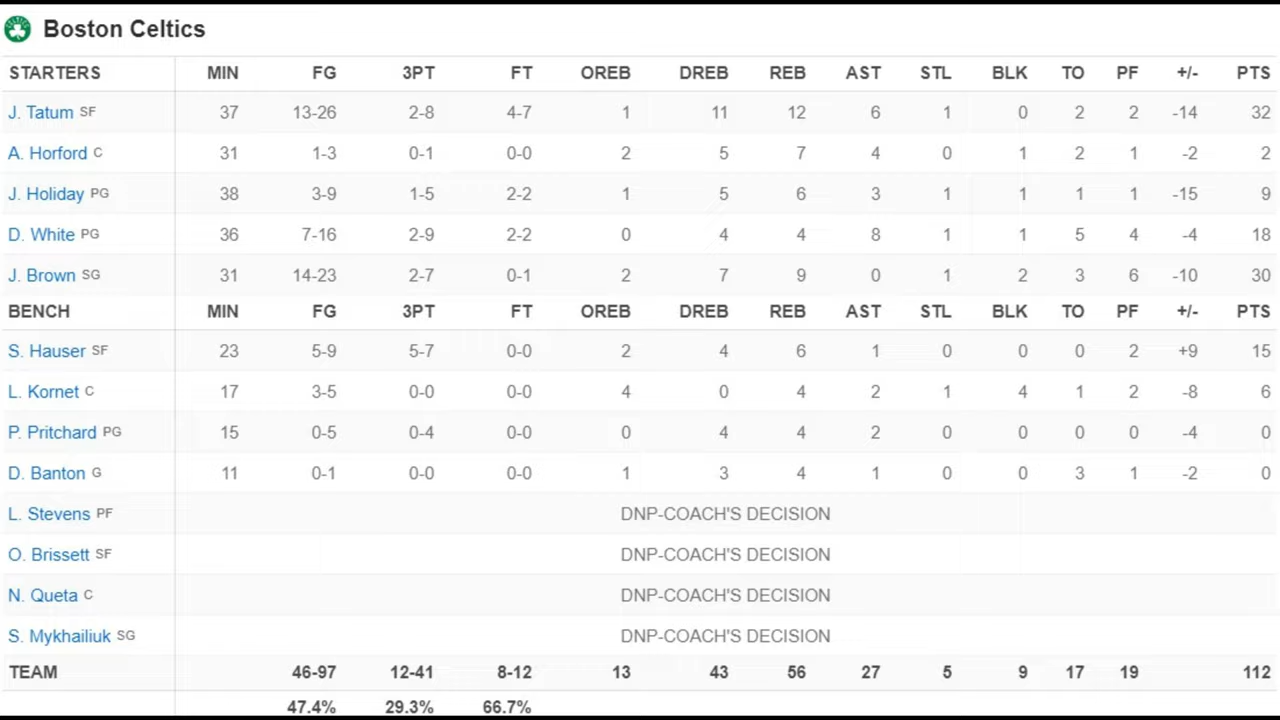 Boston Celtics
STARTERS MIN FG 3PT FT OREB DREB REB AST STL BLK TO PF +/- PTS
J. Tatum SF 37 13-26 2-8 4-7 1 11 12 6 1 0 2 2 -14 32
A. Horford C 31 1-3 0-1 0-0 2 5 7 4 0 1 2 1 -2 2
J. Holiday PG 38 3-9 1-5 2-2 1 5 6 3 1 1 1 1 -15 9
D. White PG 36 7-16 2-9 2-2 0 4 4 8 1 1 5 4 -4 18
J. Brown SG 31 14-23 2-7 0-1 2 7 9 0 1 2 3 6 -10 30
BENCH MIN FG 3PT FT OREB DREB REB AST STL BLK TO PF +/- PTS
S. Hauser SF 23 5-9 5-7 0-0 2 4 6 1 0 0 0 2 +9 15
L. Kornet C 17 3-5 0-0 0-0 4 0 4 2 1 4 1 2 -8 6
P. Pritchard PG 15 0-5 0-4 0-0 0 4 4 2 0 0 0 0 -4 0
D. Banton G 11 0-1 0-0 0-0 1 3 4 1 0 0 3 1 -2 0
L. Stevens PF DNP-COACH'S DECISION
O. Brissett SF DNP-COACH'S DECISION
N. Queta C DNP-COACH'S DECISION
S. Mykhailiuk SG DNP-COACH'S DECISION
TEAM 46-97 12-41 8-12 13 43 56 27 5 9 17 19 112
47.4% 29.3% 66.7%